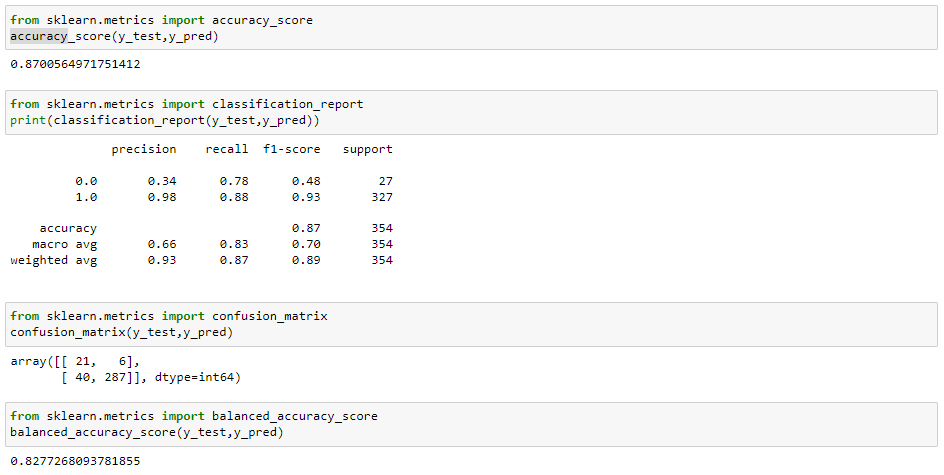 from sklearn.metrics import accuracy_score
accuracy_score(y_test,y_pred)
0.8700564971751412
from sklearn.metrics import classification_report
print(classification_report(y_test,y_pred))
              precision    recall  f1-score   support

         0.0       0.34      0.78      0.48        27
         1.0       0.98      0.88      0.93       327

    accuracy                           0.87       354
   macro avg       0.66      0.83      0.70       354
weighted avg       0.93      0.87      0.89       354
from sklearn.metrics import confusion_matrix
confusion_matrix(y_test,y_pred)
array([[ 21,   6],
       [ 40, 287]], dtype=int64)
from sklearn.metrics import balanced_accuracy_score
balanced_accuracy_score(y_test,y_pred)
0.8277268093781855